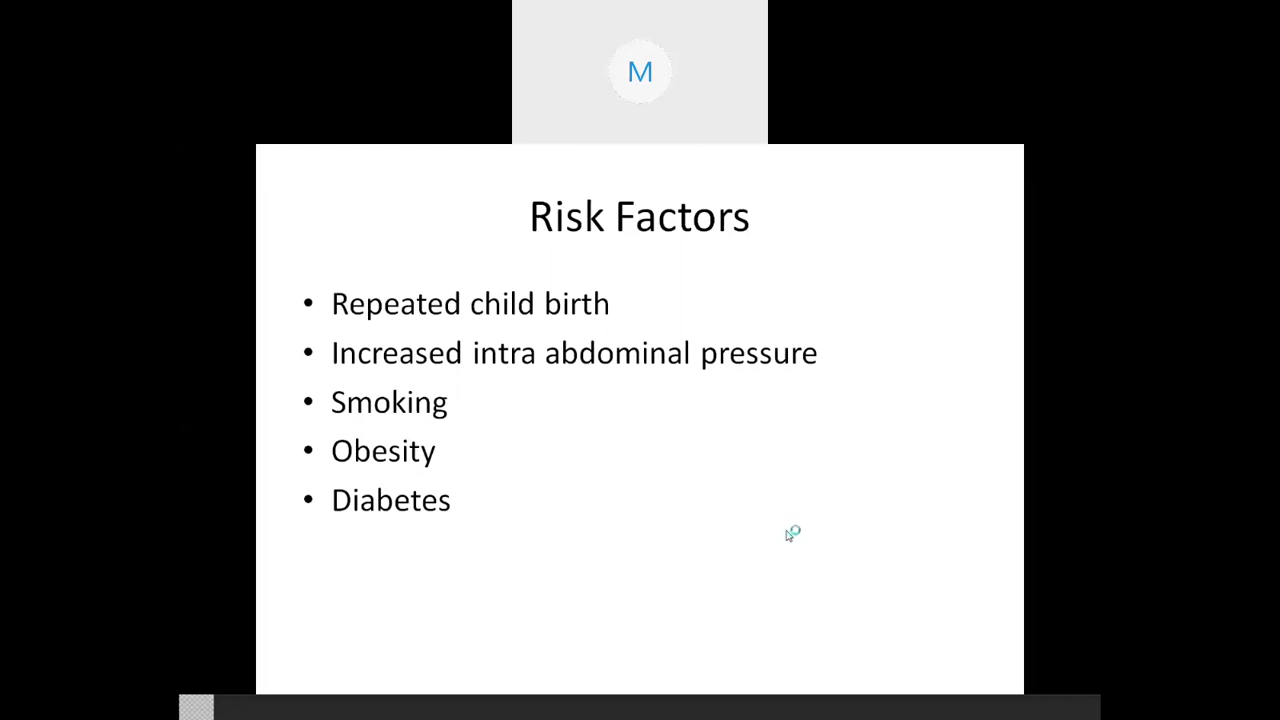 M
Risk Factors
• Repeated child birth
• Increased intra abdominal pressure
• Smoking
• Obesity
• Diabetes